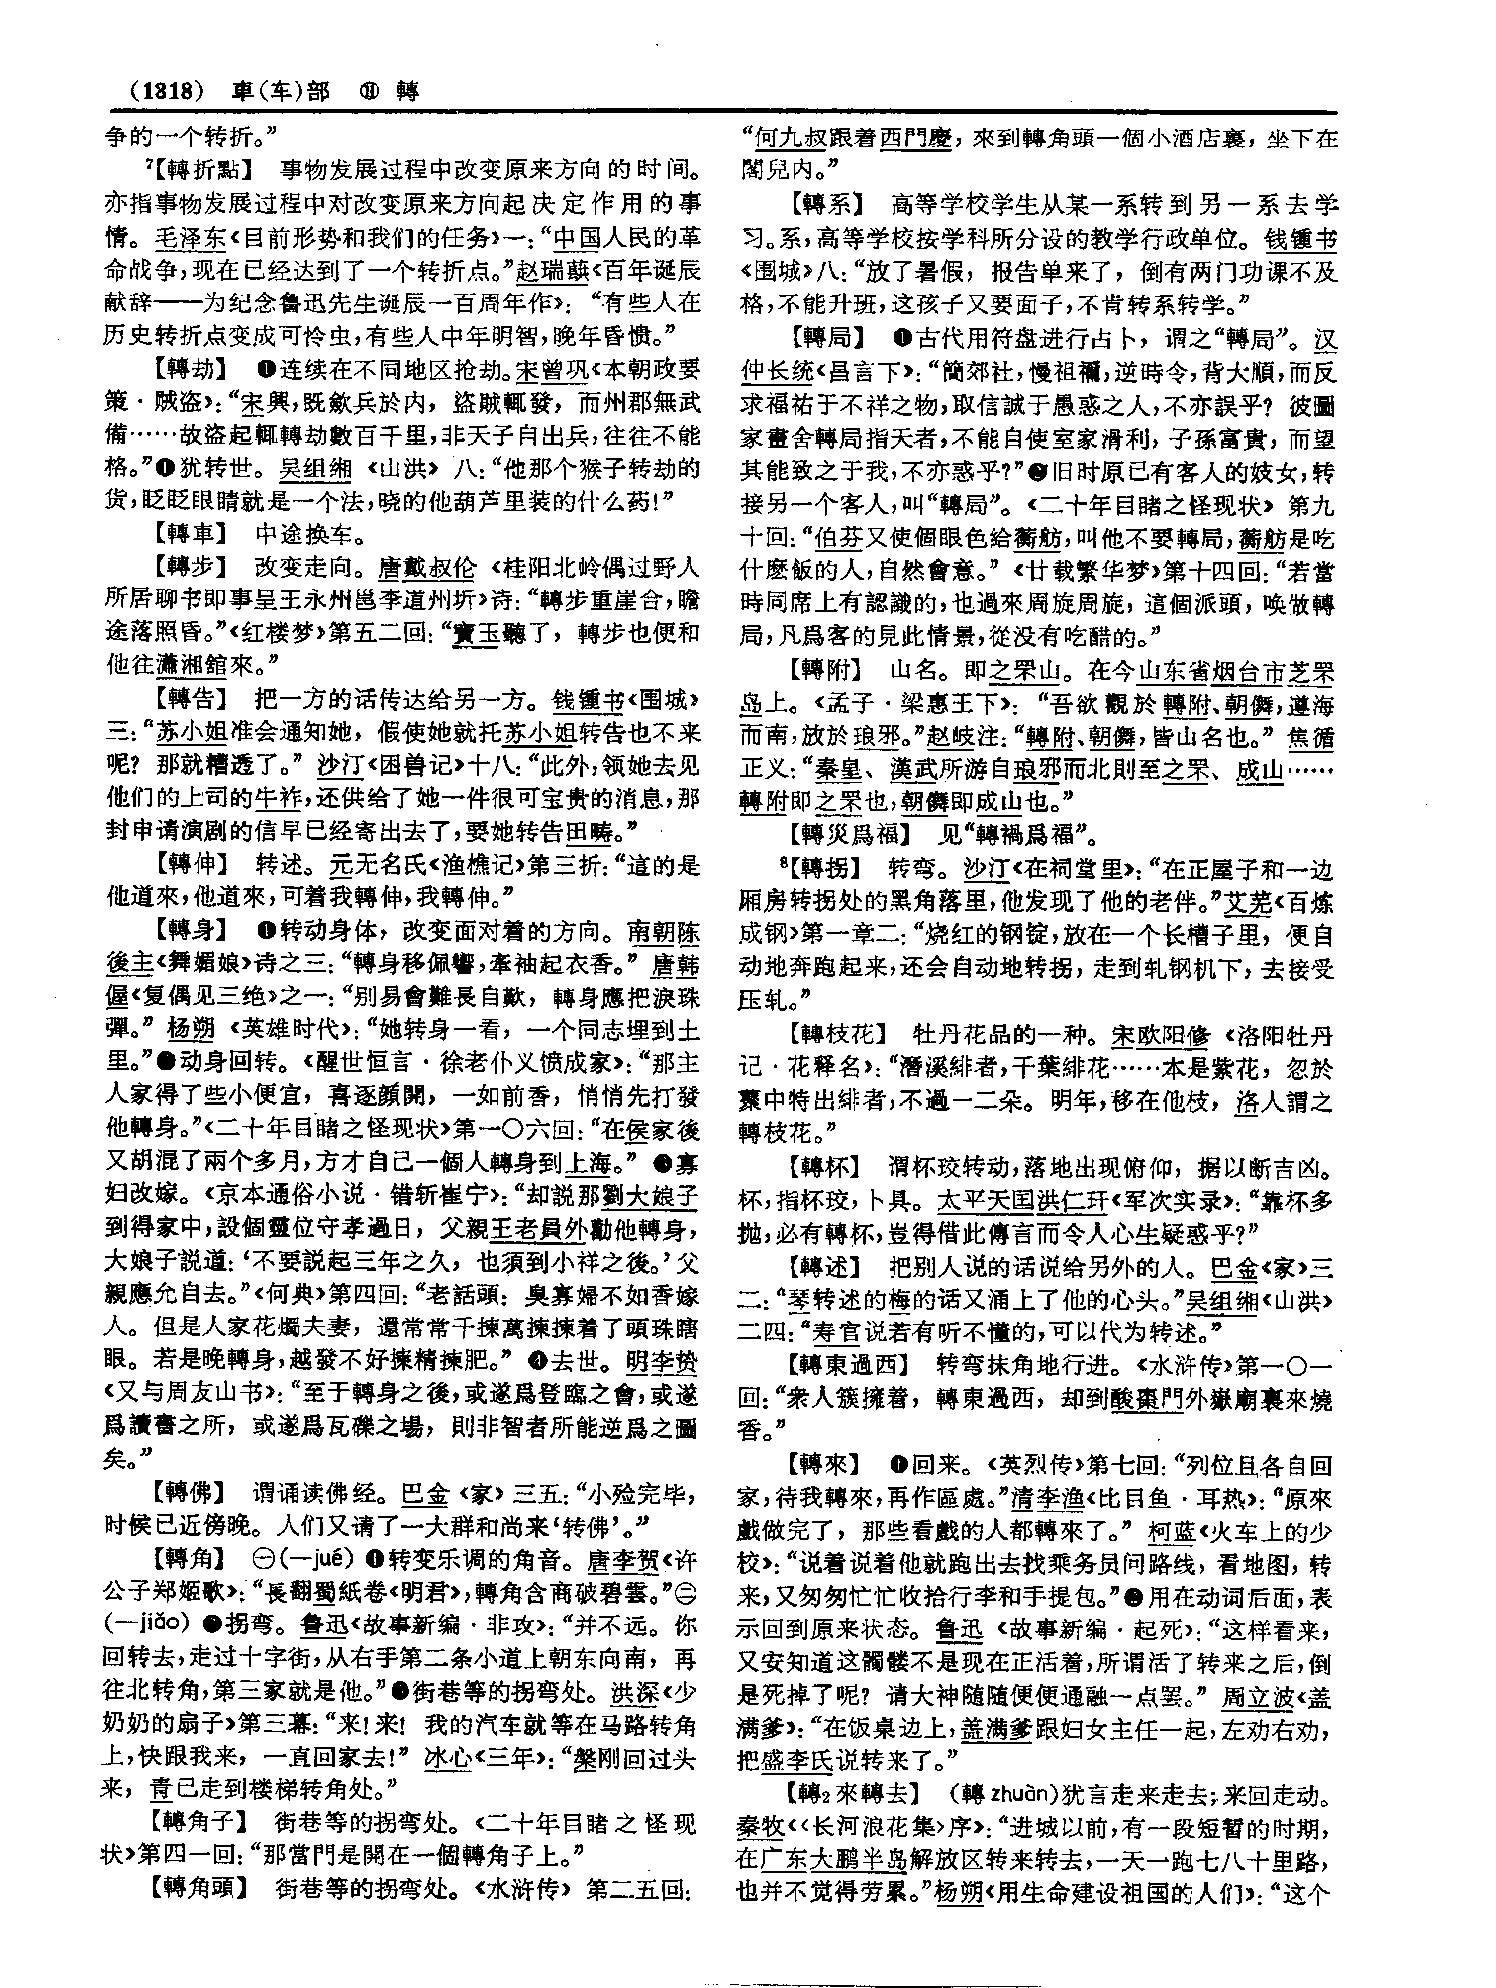 (1318) 車(车)部 ⑪ 轉
争的一个转折。”
⁷【轉折點】 事物发展过程中改变原来方向的时间。
亦指事物发展过程中对改变原来方向起决定作用的事
情。毛泽东《目前形势和我们的任务》一：“中国人民的革
命战争，现在已经达到了一个转折点。”赵瑞蕻《百年诞辰
献辞——为纪念鲁迅先生诞辰一百周年作》：“有些人在
历史转折点变成可怜虫，有些人中年明智，晚年昏愦。”
【轉劫】 ❶连续在不同地区抢劫。宋曾巩《本朝政要
策·贼盗》：“宋興，既斂兵於内，盜賊輒發，而州郡無武
備……故盜起輒轉劫數百千里，非天子自出兵，往往不能
格。”❶犹转世。吴组缃《山洪》八：“他那个猴子转劫的
货，眨眨眼睛就是一个法，晓的他葫芦里装的什么药！”
【轉車】 中途换车。
【轉步】 改变走向。唐戴叔伦《桂阳北岭偶过野人
所居聊书即事呈王永州邕李道州圻》诗：“轉步重崖合，瞻
途落照昏。”《红楼梦》第五二回：“寶玉聽了，轉步也便和
他往瀟湘館來。”
【轉告】 把一方的话传达给另一方。钱锺书《围城》
三：“苏小姐准会通知她，假使她就托苏小姐转告也不来
呢？那就糟透了。”沙汀《困兽记》十八：“此外，领她去见
他们的上司的牛祚，还供给了她一件很可宝贵的消息，那
封申请演剧的信早已经寄出去了，要她转告田畴。”
【轉伸】 转述。元无名氏《渔樵记》第三折：“這的是
他道來，他道來，可着我轉伸，我轉伸。”
【轉身】 ❶转动身体，改变面对着的方向。南朝陈
後主《舞媚娘》诗之三：“轉身移佩響，牽袖起衣香。”唐韩
偓《复偶见三绝》之一：“别易會難長自歎，轉身應把淚珠
彈。”杨朔《英雄时代》：“她转身一看，一个同志埋到土
里。”❷动身回转。《醒世恒言·徐老仆义愤成家》：“那主
人家得了些小便宜，喜逐顔開，一如前香，悄悄先打發
他轉身。”《二十年目睹之怪现状》第一〇六回：“在侯家後
又胡混了兩个多月，方才自己一個人轉身到上海。”❸寡
妇改嫁。《京本通俗小说·错斩崔宁》：“却説那劉大娘子
到得家中，設個靈位守孝過日，父親王老員外勸他轉身，
大娘子説道：‘不要説起三年之久，也須到小祥之後。’父
親應允自去。”《何典》第四回：“老話頭：臭寡婦不如香嫁
人。但是人家花燭夫妻，還常常千揀萬揀揀着了頭珠瞎
眼。若是晚轉身，越發不好揀精揀肥。”❹去世。明李贽
《又与周友山书》：“至于轉身之後，或遂爲登臨之會，或遂
爲讀書之所，或遂爲瓦礫之場，則非智者所能逆爲之圖
矣。”
【轉佛】 谓诵读佛经。巴金《家》三五：“小殓完毕，
时候已近傍晚。人们又请了一大群和尚来‘转佛’。”
【轉角】 ㊀(—jué) ❶转变乐调的角音。唐李贺《许
公子郑姬歌》：“長翻蜀紙卷《明君》，轉角含商破碧雲。”㊁
(—jiǎo) ❶拐弯。鲁迅《故事新编·非攻》：“并不远。你
回转去，走过十字街，从右手第二条小道上朝东向南，再
往北转角，第三家就是他。”❷街巷等的拐弯处。洪深《少
奶奶的扇子》第三幕：“来！来！我的汽车就等在马路转角
上，快跟我来，一直回家去！”冰心《三年》：“槃刚回过头
来，青已走到楼梯转角处。”
【轉角子】 街巷等的拐弯处。《二十年目睹之怪现
状》第四一回：“那當門是開在一個轉角子上。”
【轉角頭】 街巷等的拐弯处。《水浒传》第二五回：
“何九叔跟着西門慶，來到轉角頭一個小酒店裏，坐下在
閣兒内。”
【轉系】 高等学校学生从某一系转到另一系去学
习。系，高等学校按学科所分设的教学行政单位。钱锺书
《围城》八：“放了暑假，报告单来了，倒有两门功课不及
格，不能升班，这孩子又要面子，不肯转系转学。”
【轉局】 ❶古代用符盘进行占卜，谓之“轉局”。汉
仲长统《昌言下》：“簡郊社，慢祖禰，逆時令，背大順，而反
求福祐于不祥之物，取信誠于愚惑之人，不亦誤乎？彼圖
家畫舍轉局指天者，不能自使室家滑利，子孫富貴，而望
其能致之于我，不亦惑乎？”❷旧时原已有客人的妓女，转
接另一个客人，叫“轉局”。《二十年目睹之怪现状》第九
十回：“伯芬又使個眼色給蘅舫，叫他不要轉局，蘅舫是吃
什麽飯的人，自然會意。”《廿载繁华梦》第十四回：“若當
時同席上有認識的，也過來周旋周旋，這個派頭，唤做轉
局，凡爲客的見此情景，從没有吃醋的。”
【轉附】 山名。即之罘山。在今山东省烟台市芝罘
岛上。《孟子·梁惠王下》：“吾欲觀於轉附、朝儛，遵海
而南，放於琅邪。”赵岐注：“轉附、朝儛，皆山名也。”焦循
正义：“秦皇、漢武所游自琅邪而北則至之罘、成山……
轉附即之罘也，朝儛即成山也。”
【轉災爲福】 见“轉禍爲福”。
⁸【轉拐】 转弯。沙汀《在祠堂里》：“在正屋子和一边
厢房转拐处的黑角落里，他发现了他的老伴。”艾芜《百炼
成钢》第一章二：“烧红的钢锭，放在一个长槽子里，便自
动地奔跑起来，还会自动地转拐，走到轧钢机下，去接受
压轧。”
【轉枝花】 牡丹花品的一种。宋欧阳修《洛阳牡丹
记·花释名》：“潛溪緋者，千葉緋花……本是紫花，忽於
藂中特出緋者，不過一二朵。明年，移在他枝，洛人謂之
轉枝花。”
【轉杯】 谓杯珓转动，落地出现俯仰，据以断吉凶。
杯，指杯珓，卜具。太平天囯洪仁玕《军次实录》：“靠杯多
抛，必有轉杯，豈得借此傳言而令人心生疑惑乎？”
【轉述】 把别人说的话说给另外的人。巴金《家》三
二：“琴转述的梅的话又涌上了他的心头。”吴组缃《山洪》
二四：“寿官说若有听不懂的，可以代为转述。”
【轉東過西】 转弯抹角地行进。《水浒传》第一〇一
回：“衆人簇擁着，轉東過西，却到酸棗門外嶽廟裏來燒
香。”
【轉來】 ❶回来。《英烈传》第七回：“列位且各自回
家，待我轉來，再作區處。”清李渔《比目鱼·耳热》：“原來
戲做完了，那些看戲的人都轉來了。”柯蓝《火车上的少
校》：“说着说着他就跑出去找乘务员问路线，看地图，转
来，又匆匆忙忙收拾行李和手提包。”❷用在动词后面，表
示回到原来状态。鲁迅《故事新编·起死》：“这样看来，
又安知道这髑髅不是现在正活着，所谓活了转来之后，倒
是死掉了呢？请大神随随便便通融一点罢。”周立波《盖
满爹》：“在饭桌边上，盖满爹跟妇女主任一起，左劝右劝，
把盛李氏说转来了。”
【轉₂來轉去】 (轉 zhuàn)犹言走来走去；来回走动。
秦牧《〈长河浪花集〉序》：“进城以前，有一段短暂的时期，
在广东大鹏半岛解放区转来转去，一天一跑七八十里路，
也并不觉得劳累。”杨朔《用生命建设祖国的人们》：“这个